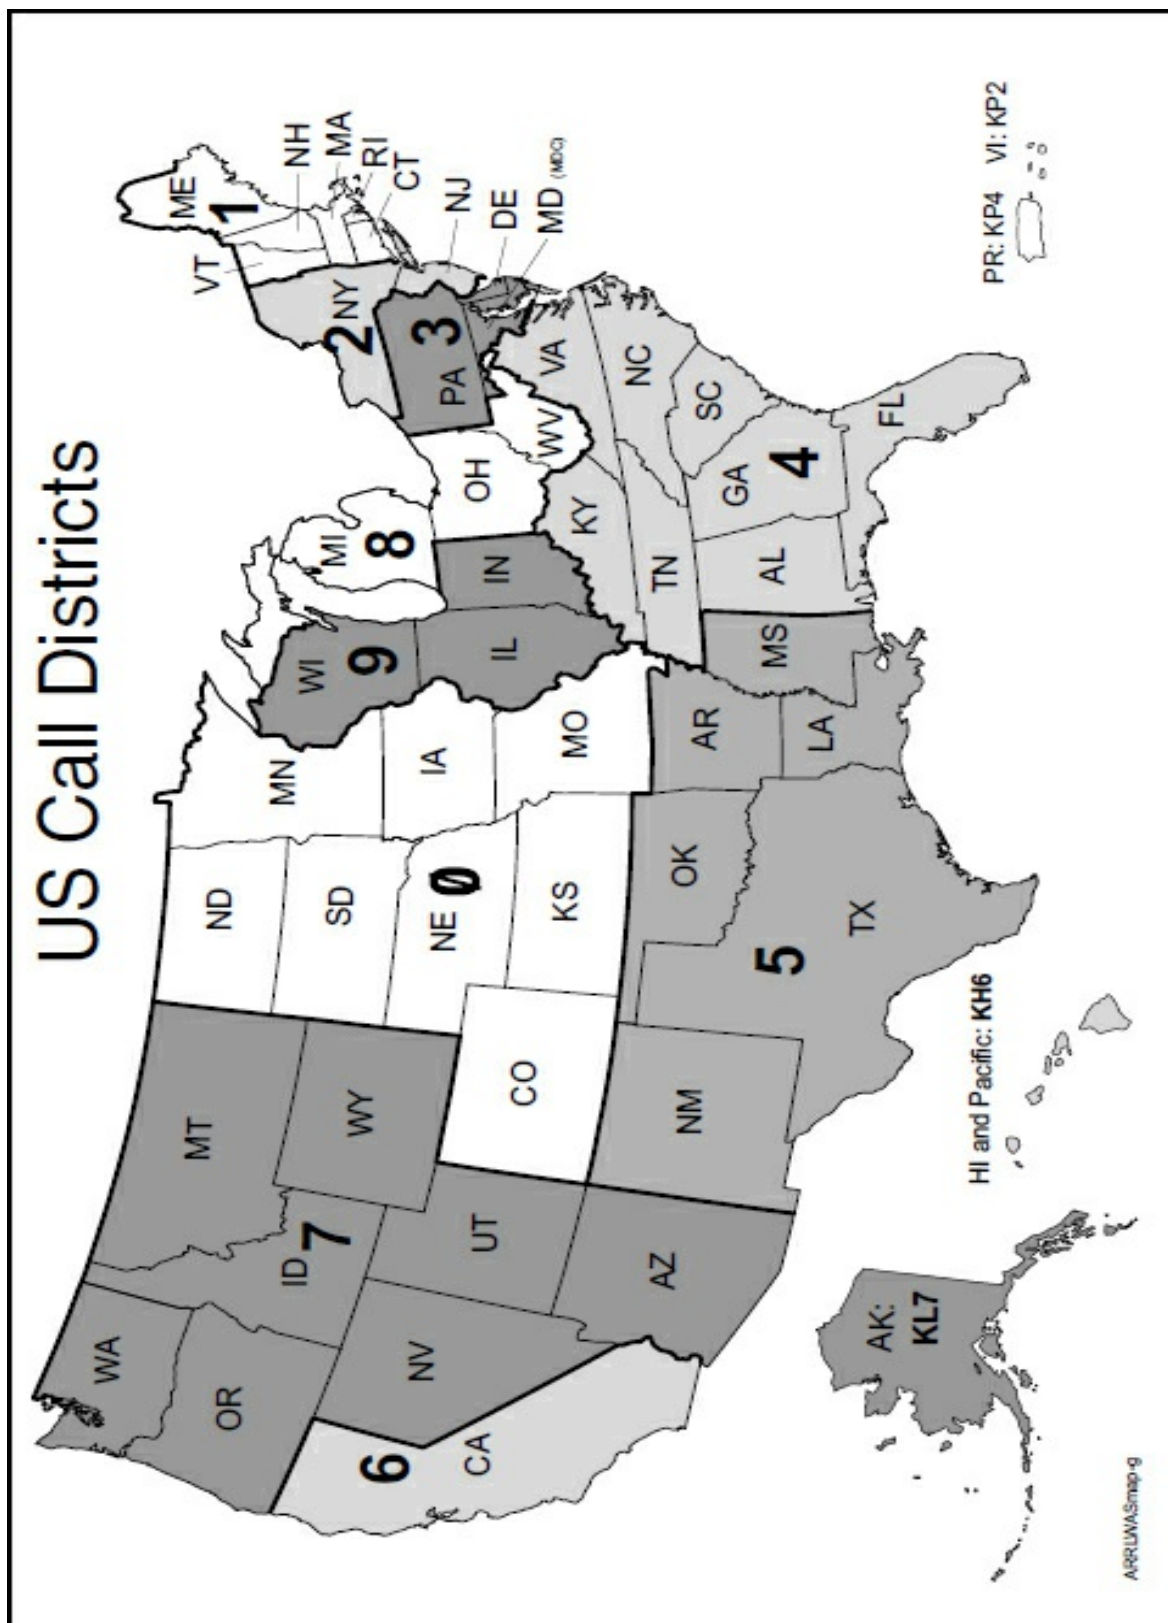 US Call Districts
WA
OR
MT
ID
7
WY
NV
UT
AZ
6
CA
ND
SD
MN
NE
Ø
IA
CO
KS
MO
NM
OK
AR
5
TX
LA
MS
WI
9
IL
IN
MI
8
OH
WV
KY
TN
VA
NC
SC
GA
4
AL
FL
PA
3
NY
2
VT
ME
1
NH
MA
RI
CT
NJ
DE
MD (MDC)
AK:
KL7
HI and Pacific: KH6
PR: KP4 VI: KP2
ARRLWASmap-g